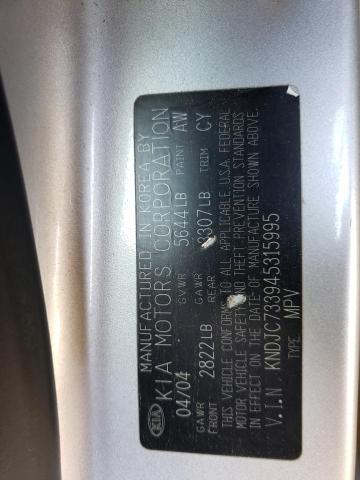 KIA
MANUFACTURED IN KOREA BY
KIA MOTORS CORPORATION
04/04 GVWR 5644LB PAINT AW
GAWR FRONT 2822LB GAWR REAR 3307LB TRIM CY
THIS VEHICLE CONFORMS TO ALL APPLICABLE U.S.A. FEDERAL
MOTOR VEHICLE SAFETY AND THEFT PREVENTION STANDARDS
IN EFFECT ON THE DATE OF MANUFACTURE SHOWN ABOVE.
V.I.N KNDJC733945315995
TYPE MPV